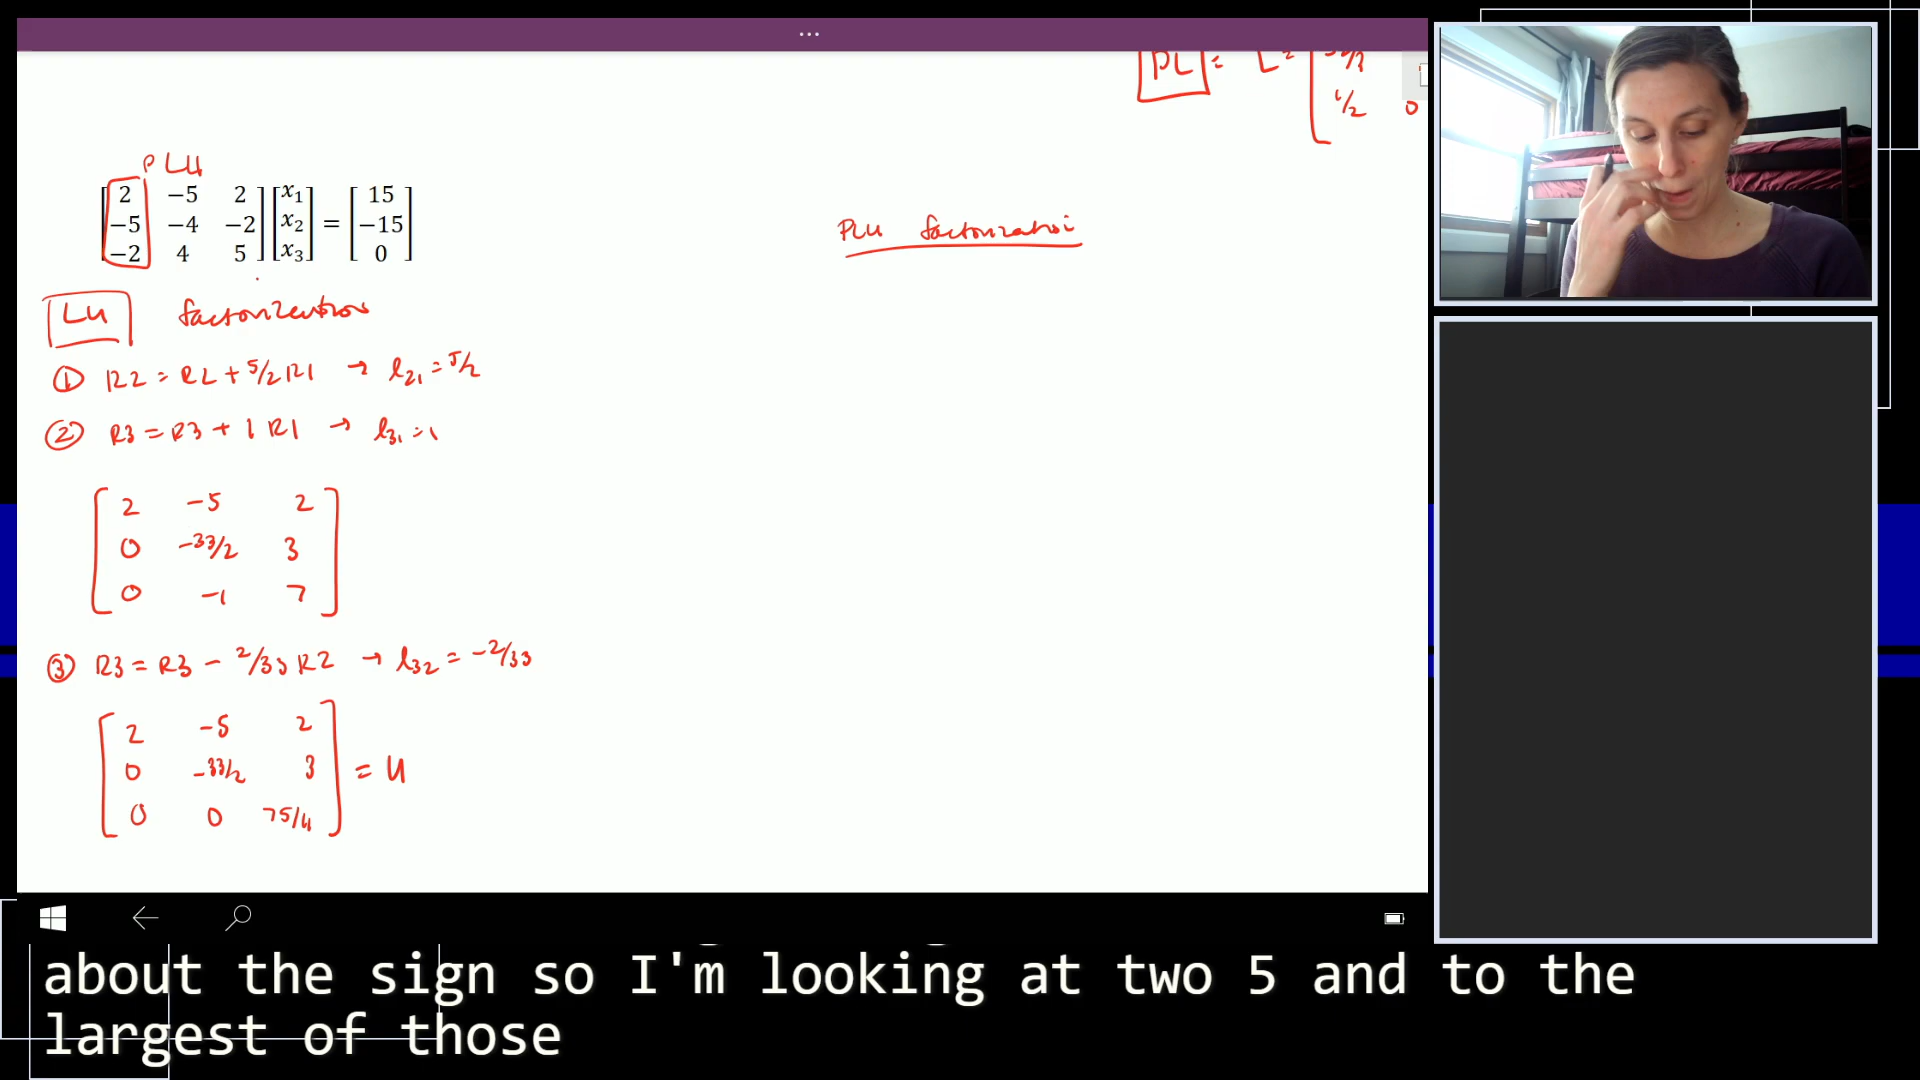 ...
PL = L2
1/2 0
PLU
2 -5 2 x1 15
-5 -4 -2 x2 = -15
-2 4 5 x3 0
PLU factorizati
LU factorization
① R2 = R2 + 5/2 R1 → l21 = 5/2
② R3 = R3 + 1 R1 → l31 = 1
2 -5 2
0 -33/2 3
0 -1 7
③ R3 = R3 - 2/33 R2 → l32 = -2/33
2 -5 2
0 -33/2 3 = U
0 0 75/11
about the sign so I'm looking at two 5 and to the
largest of those